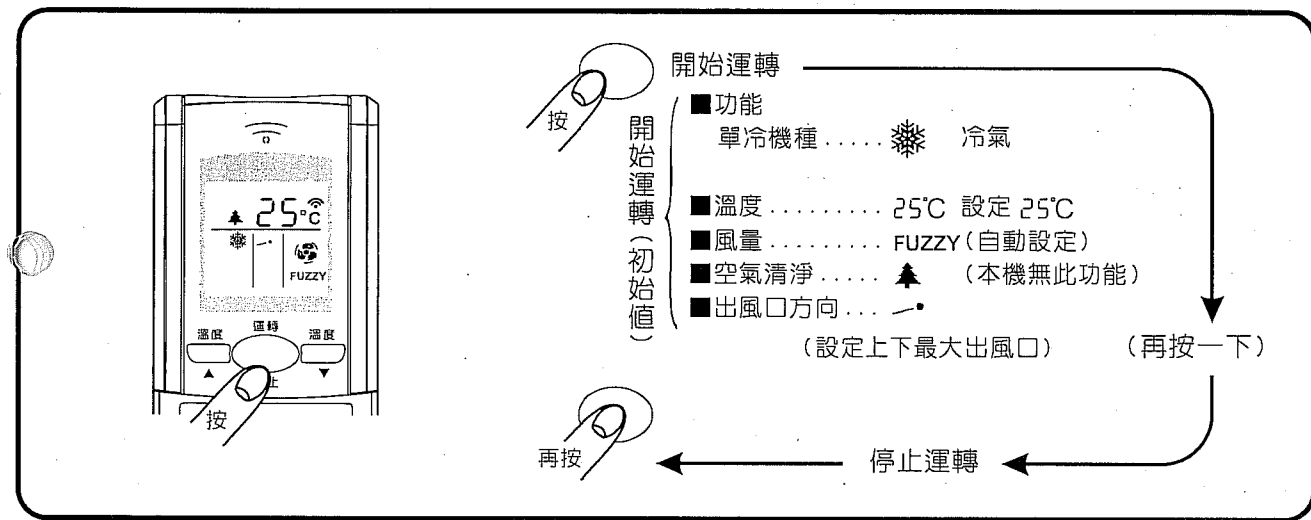 25℃
FUZZY
溫度
運轉
溫度
▲
止
▼
按
按
開始運轉
開始運轉(初始值)
■功能
單冷機種..... 冷氣
■溫度......... 25℃ 設定 25℃
■風量......... FUZZY(自動設定)
■空氣清淨..... (本機無此功能)
■出風口方向...
(設定上下最大出風口)
(再按一下)
停止運轉
再按